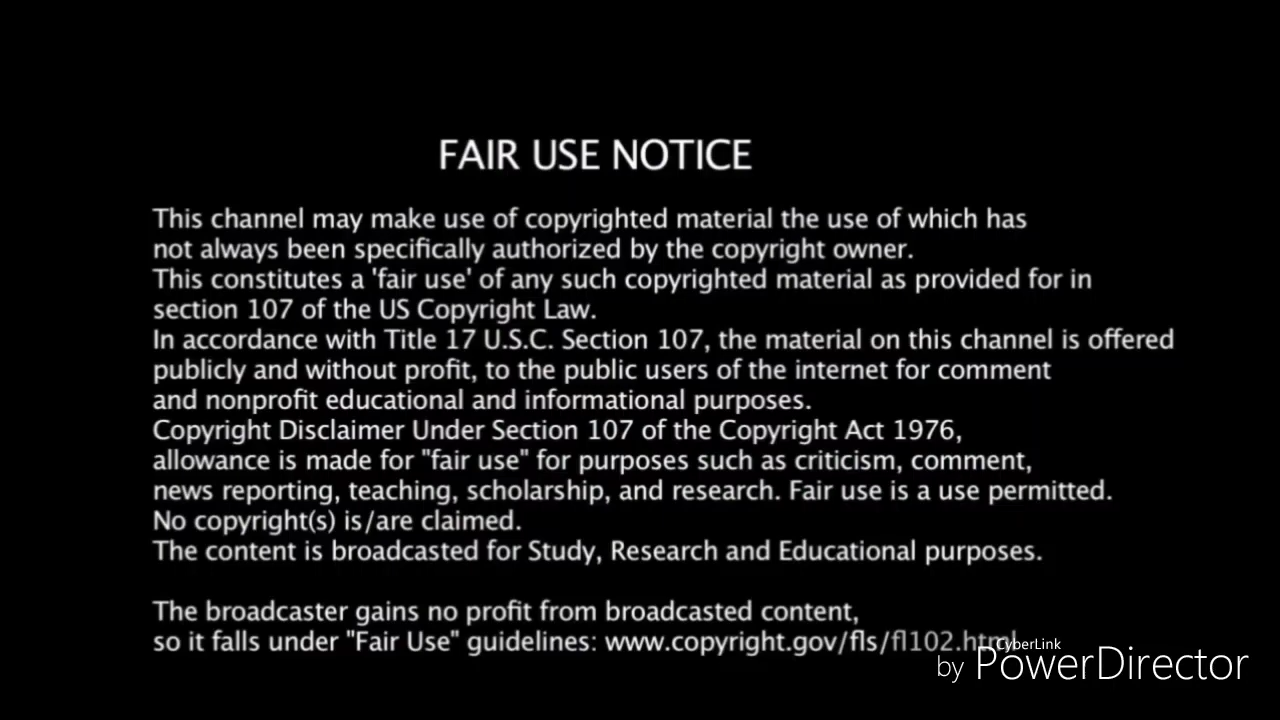 FAIR USE NOTICE
This channel may make use of copyrighted material the use of which has
not always been specifically authorized by the copyright owner.
This constitutes a 'fair use' of any such copyrighted material as provided for in
section 107 of the US Copyright Law.
In accordance with Title 17 U.S.C. Section 107, the material on this channel is offered
publicly and without profit, to the public users of the internet for comment
and nonprofit educational and informational purposes.
Copyright Disclaimer Under Section 107 of the Copyright Act 1976,
allowance is made for "fair use" for purposes such as criticism, comment,
news reporting, teaching, scholarship, and research. Fair use is a use permitted.
No copyright(s) is/are claimed.
The content is broadcasted for Study, Research and Educational purposes.
The broadcaster gains no profit from broadcasted content,
so it falls under "Fair Use" guidelines: www.copyright.gov/fls/fl102.html
CyberLink
by PowerDirector